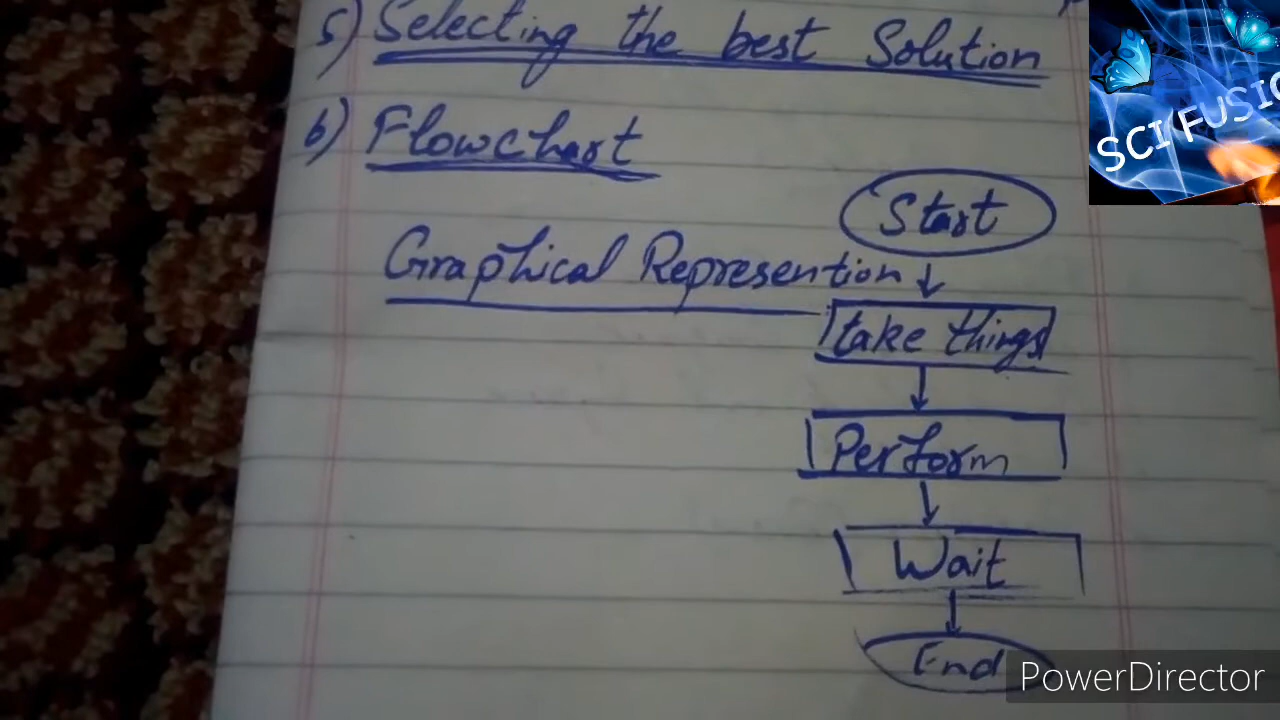 5) Selecting the best Solution
6) Flowchart
Graphical Represention
Start
take things
Perform
Wait
End
SCI FUSIO
PowerDirector